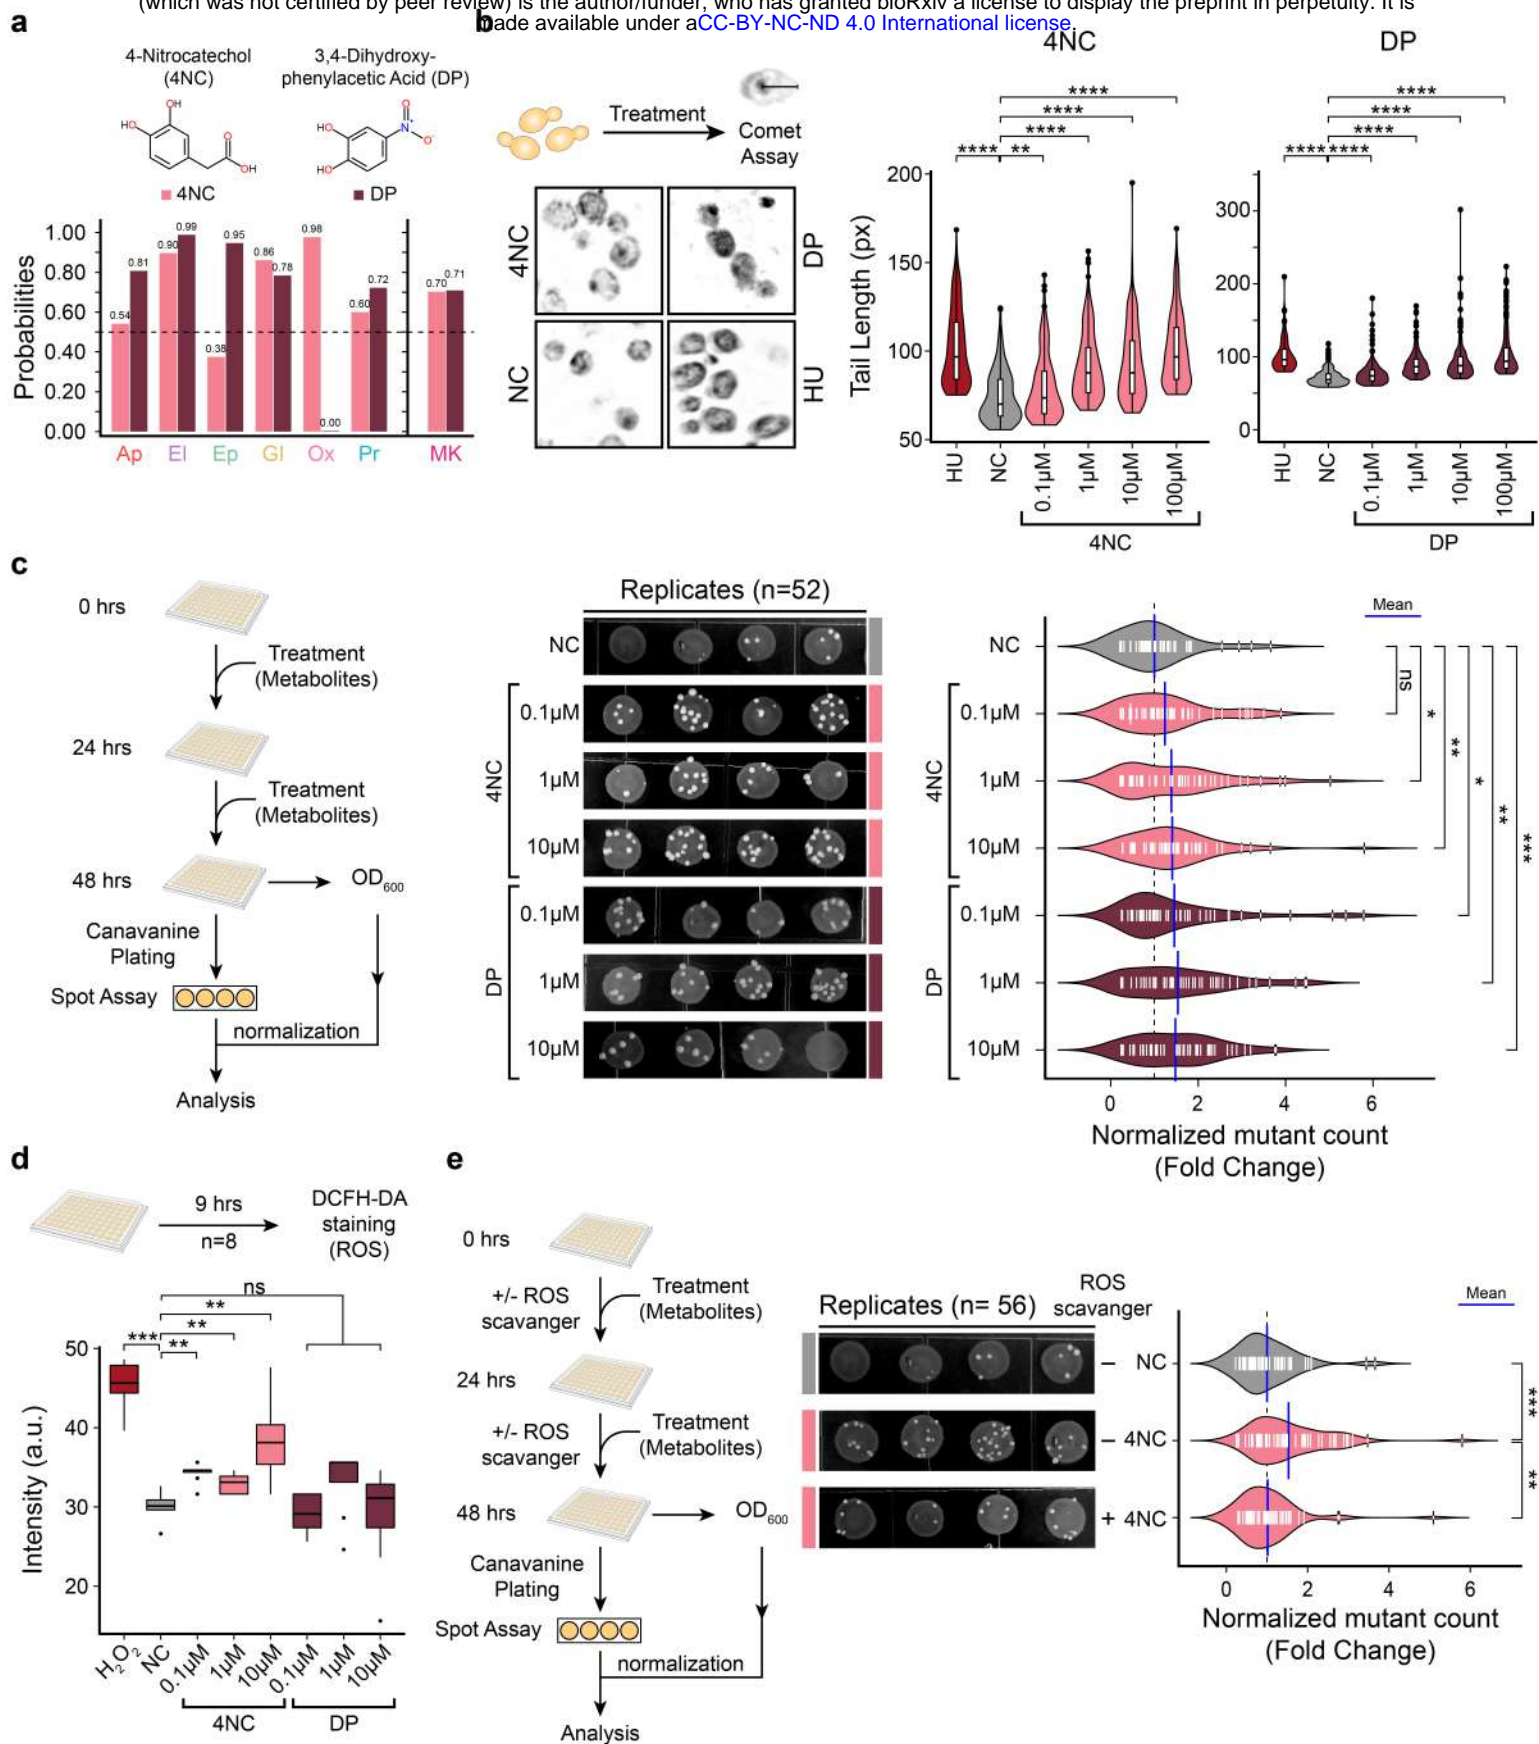 (which was not certified by peer review) is the author/funder, who has granted bioRxiv a license to display the preprint in perpetuity. It is
made available under aCC-BY-NC-ND 4.0 International license.
a
4-Nitrocatechol
(4NC)
3,4-Dihydroxy-
phenylacetic Acid (DP)
OH
HO
O
OH
HO
HO
N+
O
O-
4NC
DP
Probabilities
1.00
0.80
0.60
0.40
0.20
0.00
0.54
0.81
0.90
0.99
0.38
0.95
0.86
0.78
0.98
0.00
0.60
0.72
0.70
0.71
Ap
El
Ep
Gl
Ox
Pr
MK
b
Treatment
Comet
Assay
4NC
DP
NC
HU
4NC
**** ** **** **** ****
Tail Length (px)
200
150
100
50
HU
NC
0.1µM
1µM
10µM
100µM
4NC
DP
**** **** **** **** ****
300
200
100
0
HU
NC
0.1µM
1µM
10µM
100µM
DP
c
0 hrs
Treatment
(Metabolites)
24 hrs
Treatment
(Metabolites)
48 hrs
OD600
Canavanine
Plating
Spot Assay
normalization
Analysis
Replicates (n=52)
NC
4NC
0.1µM
1µM
10µM
DP
0.1µM
1µM
10µM
Mean
NC
4NC
0.1µM
1µM
10µM
DP
0.1µM
1µM
10µM
ns
*
**
*
**
***
0
2
4
6
Normalized mutant count
(Fold Change)
d
9 hrs
n=8
DCFH-DA
staining
(ROS)
ns
**
**
*** **
Intensity (a.u.)
50
40
30
20
H2O2
NC
0.1µM
1µM
10µM
0.1µM
1µM
10µM
4NC
DP
e
0 hrs
+/- ROS
scavanger
Treatment
(Metabolites)
24 hrs
+/- ROS
scavanger
Treatment
(Metabolites)
48 hrs
OD600
Canavanine
Plating
Spot Assay
normalization
Analysis
Replicates (n= 56)
ROS
scavanger
− NC
− 4NC
+ 4NC
Mean
***
**
0
2
4
6
Normalized mutant count
(Fold Change)